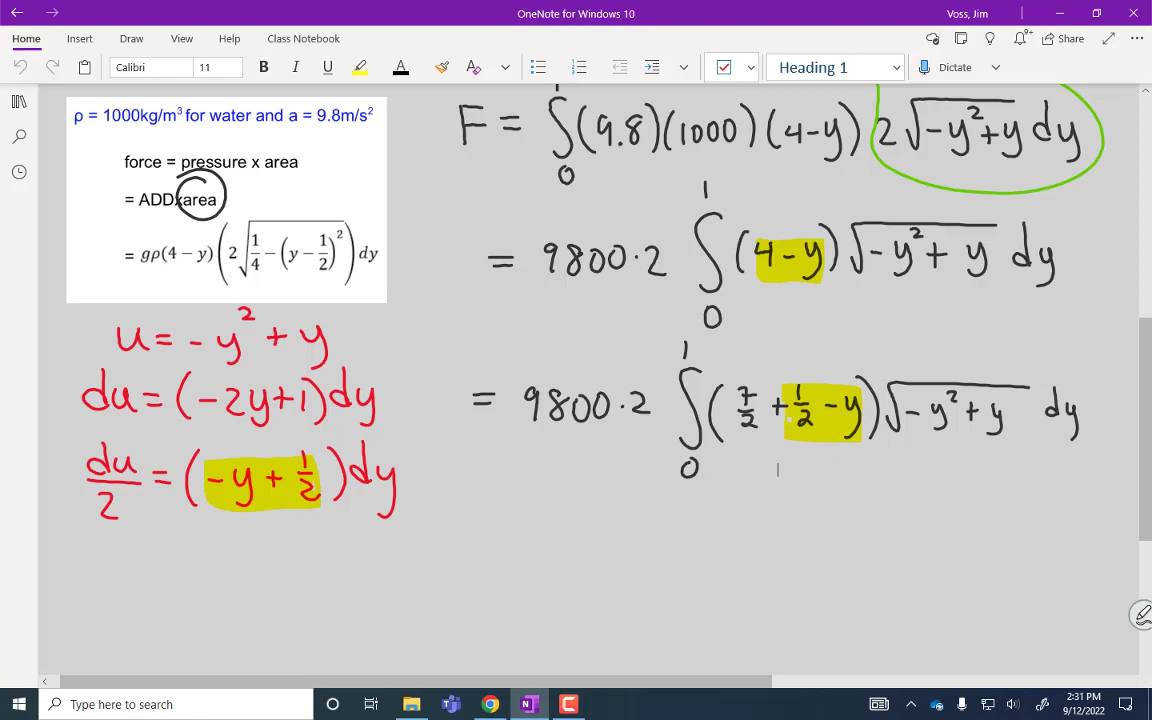 OneNote for Windows 10
Voss, Jim
Home Insert Draw View Help Class Notebook
Share
Calibri 11 B I U A Heading 1 Dictate
ρ = 1000kg/m³ for water and a = 9.8m/s²
force = pressure x area
= ADDxarea
= gρ(4 − y) (2√(1/4 − (y − 1/2)²)) dy
u = -y² + y
du = (-2y+1)dy
du/2 = (-y + 1/2)dy
F = ∫₀¹ (9.8)(1000)(4-y) 2√(-y²+y) dy
= 9800·2 ∫₀¹ (4-y)√(-y²+y) dy
= 9800·2 ∫₀¹ (7/2 + 1/2 - y)√(-y²+y) dy
Type here to search
2:31 PM
9/12/2022